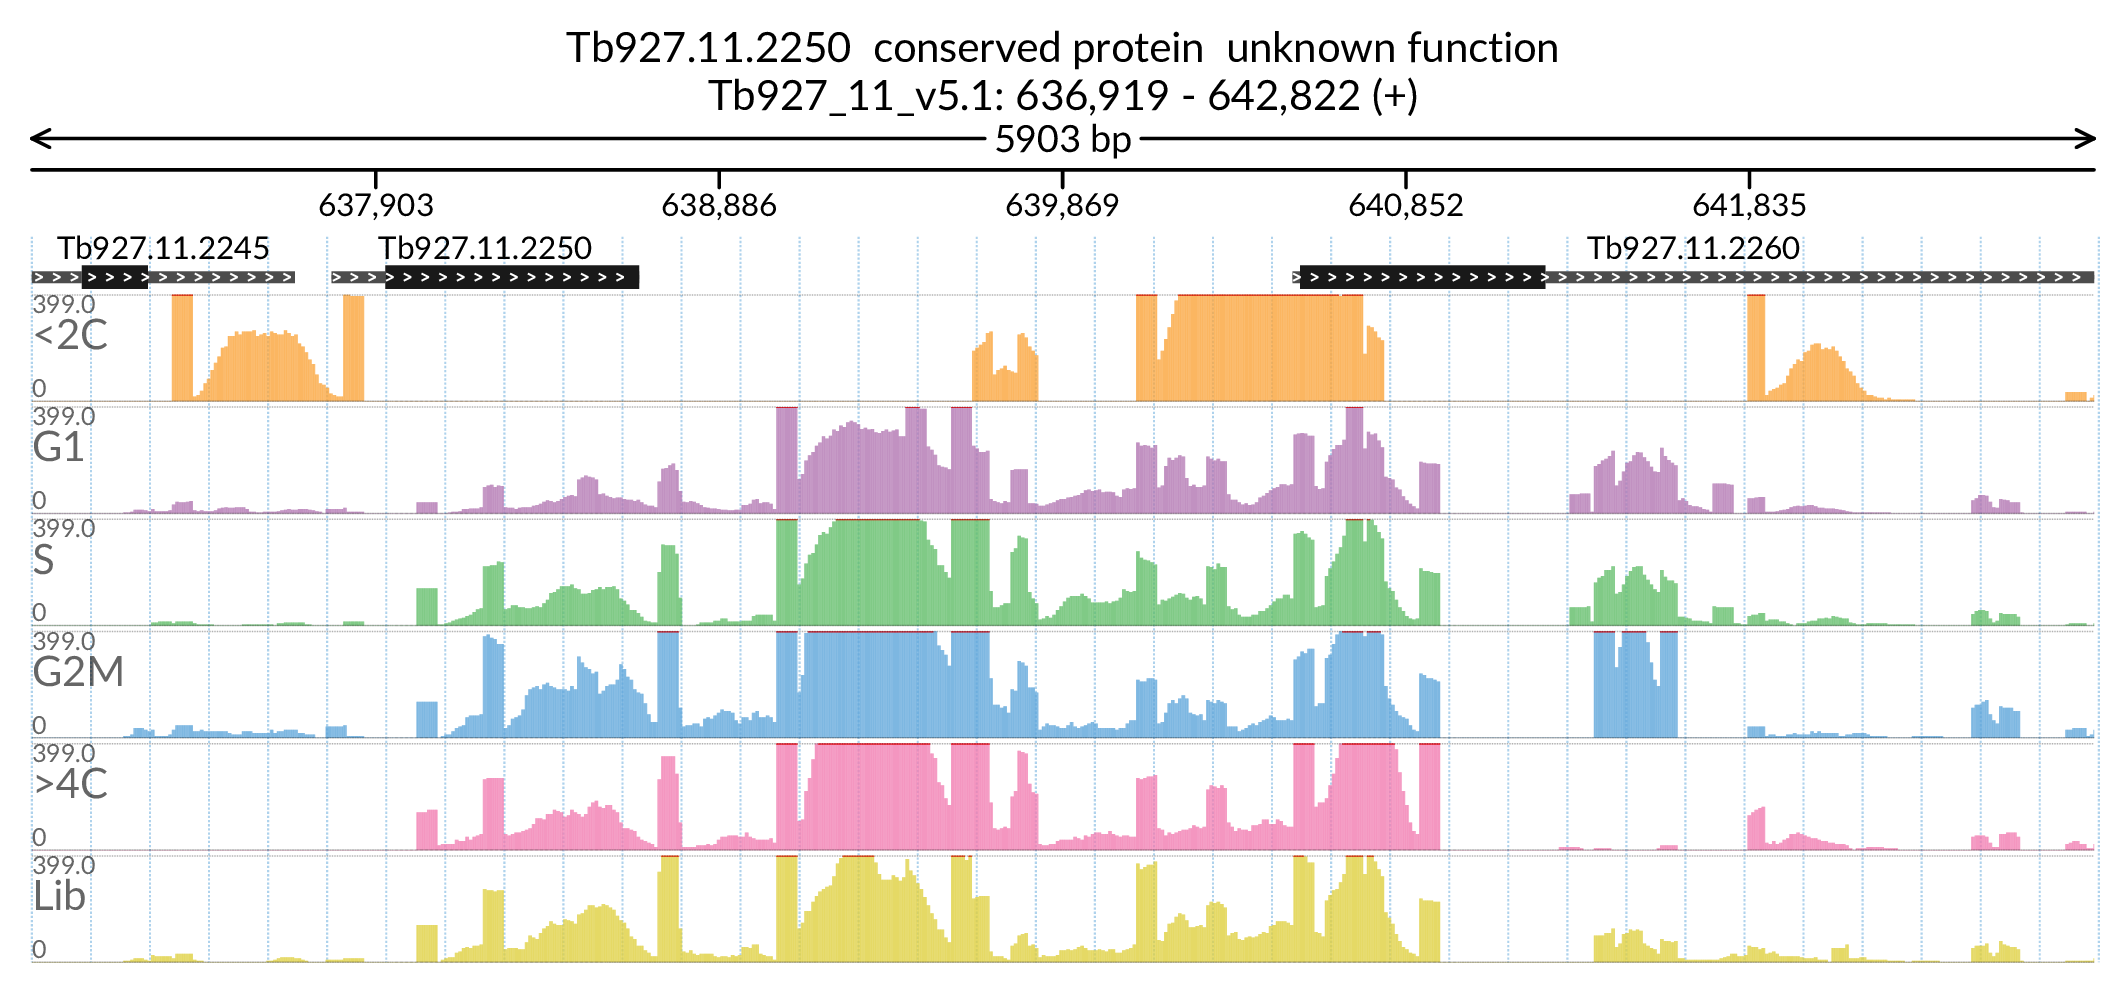 Tb927.11.2250 conserved protein unknown function
Tb927_11_v5.1: 636,919 - 642,822 (+)
5903 bp
637,903 638,886 639,869 640,852 641,835
Tb927.11.2245 Tb927.11.2250 Tb927.11.2260
399.0
<2C
0
399.0
G1
0
399.0
S
0
399.0
G2M
0
399.0
>4C
0
399.0
Lib
0